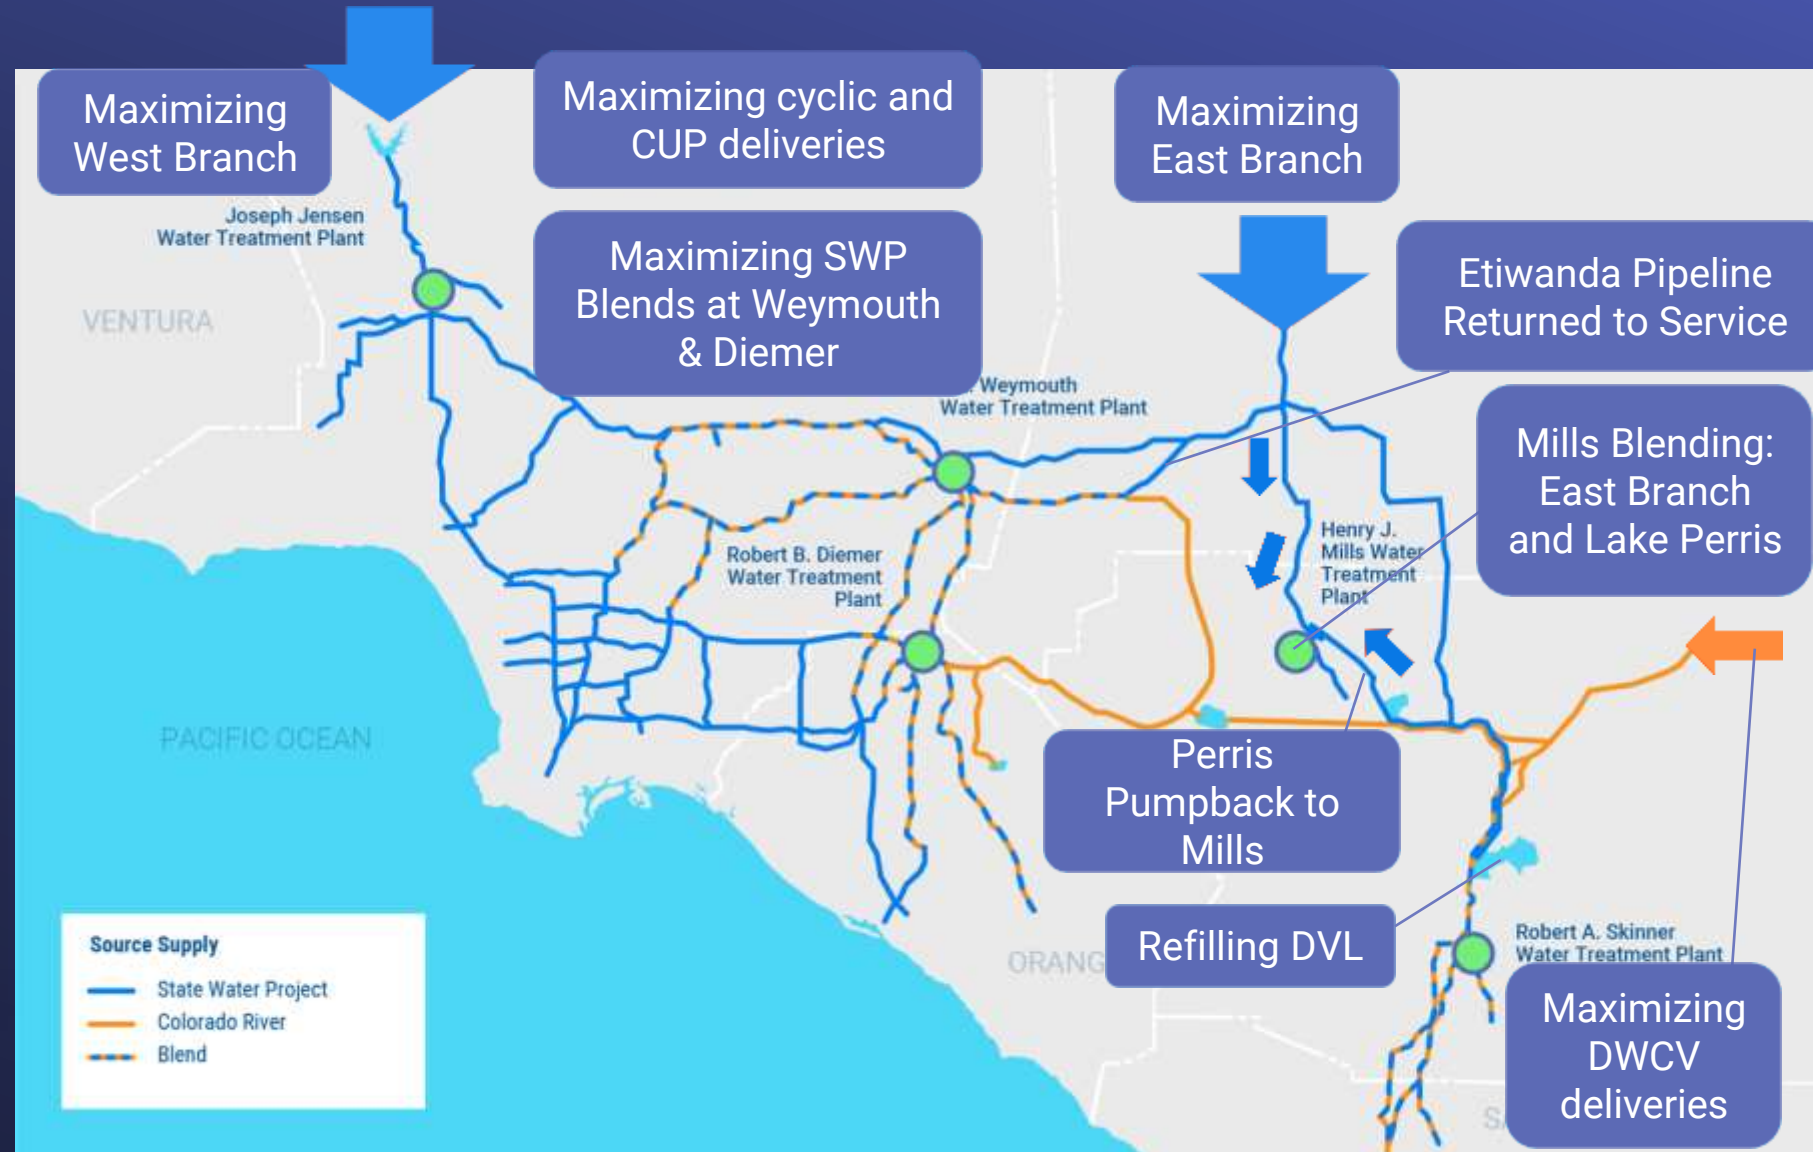 Maximizing
West Branch
Maximizing cyclic and
CUP deliveries
Maximizing
East Branch
Joseph Jensen
Water Treatment Plant
Maximizing SWP
Blends at Weymouth
& Diemer
Etiwanda Pipeline
Returned to Service
VENTURA
Weymouth
Water Treatment Plant
Mills Blending:
East Branch
and Lake Perris
Henry J.
Mills Water
Treatment
Plant
Robert B. Diemer
Water Treatment
Plant
PACIFIC OCEAN
Perris
Pumpback to
Mills
Refilling DVL
ORANG
Robert A. Skinner
Water Treatment Plant
Maximizing
DWCV
deliveries
Source Supply
State Water Project
Colorado River
Blend